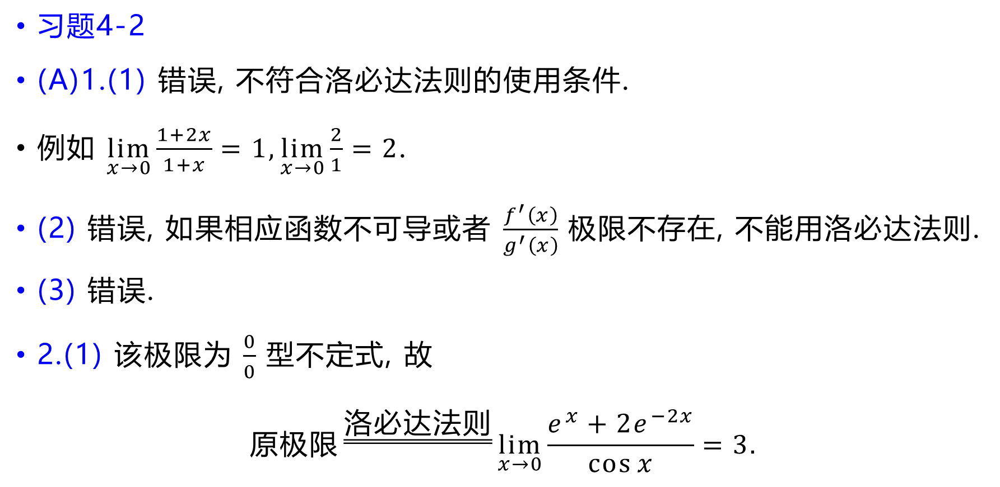 • 习题4-2
• (A)1.(1) 错误, 不符合洛必达法则的使用条件.
• 例如 $\lim_{x \to 0} \frac{1+2x}{1+x} = 1, \lim_{x \to 0} \frac{2}{1} = 2.$
• (2) 错误, 如果相应函数不可导或者 $\frac{f'(x)}{g'(x)}$ 极限不存在, 不能用洛必达法则.
• (3) 错误.
• 2.(1) 该极限为 $\frac{0}{0}$ 型不定式, 故
原极限 $\overset{洛必达法则}{=\!=\!=} \lim_{x \to 0} \frac{e^x + 2e^{-2x}}{\cos x} = 3.$